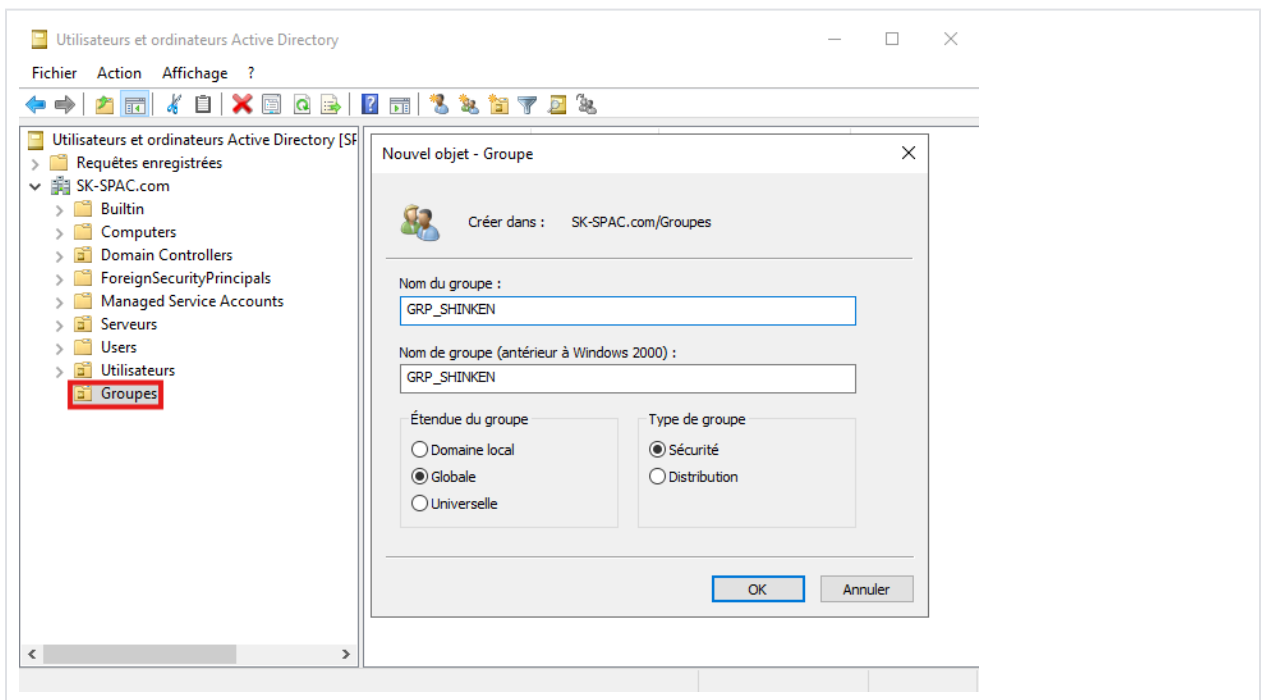 Utilisateurs et ordinateurs Active Directory
Fichier Action Affichage ?
Utilisateurs et ordinateurs Active Directory [SF
Requêtes enregistrées
SK-SPAC.com
Builtin
Computers
Domain Controllers
ForeignSecurityPrincipals
Managed Service Accounts
Serveurs
Users
Utilisateurs
Groupes
Nouvel objet - Groupe
Créer dans : SK-SPAC.com/Groupes
Nom du groupe :
GRP_SHINKEN
Nom de groupe (antérieur à Windows 2000) :
GRP_SHINKEN
Étendue du groupe
Domaine local
Globale
Universelle
Type de groupe
Sécurité
Distribution
OK Annuler